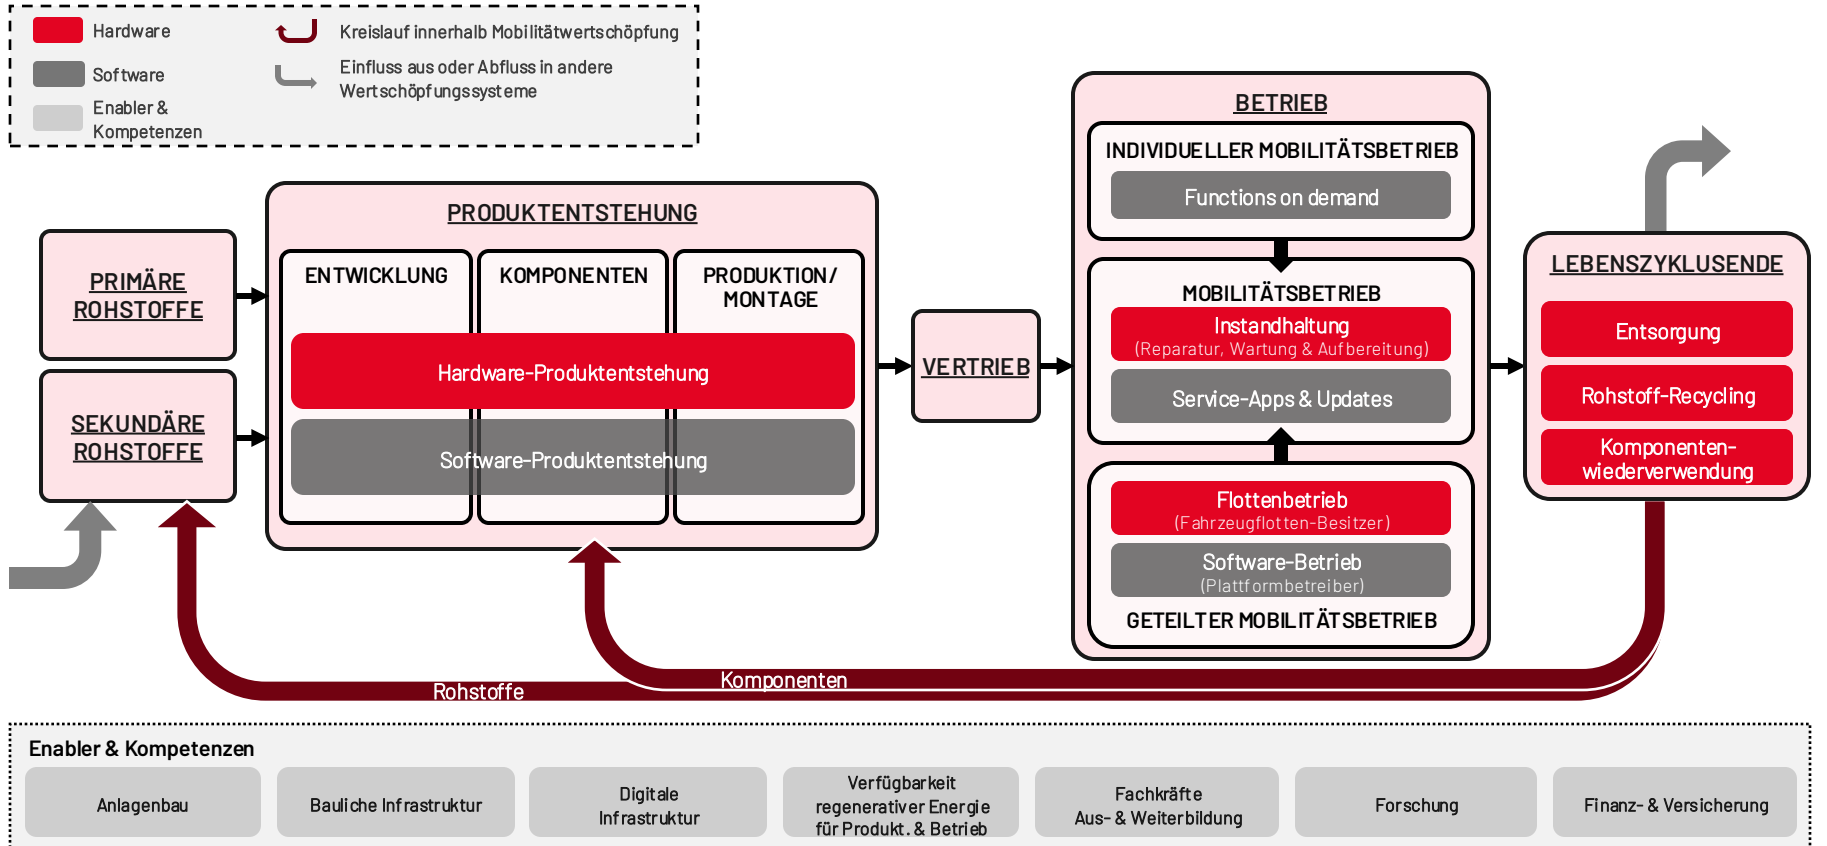 Hardware
Software
Enabler &
Kompetenzen
Kreislauf innerhalb Mobilitätwertschöpfung
Einfluss aus oder Abfluss in andere
Wertschöpfungssysteme
PRIMÄRE
ROHSTOFFE
SEKUNDÄRE
ROHSTOFFE
PRODUKTENTSTEHUNG
ENTWICKLUNG
KOMPONENTEN
PRODUKTION/
MONTAGE
Hardware-Produktentstehung
Software-Produktentstehung
VERTRIEB
BETRIEB
INDIVIDUELLER MOBILITÄTSBETRIEB
Functions on demand
MOBILITÄTSBETRIEB
Instandhaltung
(Reparatur, Wartung & Aufbereitung)
Service-Apps & Updates
Flottenbetrieb
(Fahrzeugflotten-Besitzer)
Software-Betrieb
(Plattformbetreiber)
GETEILTER MOBILITÄTSBETRIEB
LEBENSZYKLUSENDE
Entsorgung
Rohstoff-Recycling
Komponenten-
wiederverwendung
Rohstoffe
Komponenten
Enabler & Kompetenzen
Anlagenbau
Bauliche Infrastruktur
Digitale
Infrastruktur
Verfügbarkeit
regenerativer Energie
für Produkt. & Betrieb
Fachkräfte
Aus- & Weiterbildung
Forschung
Finanz- & Versicherung